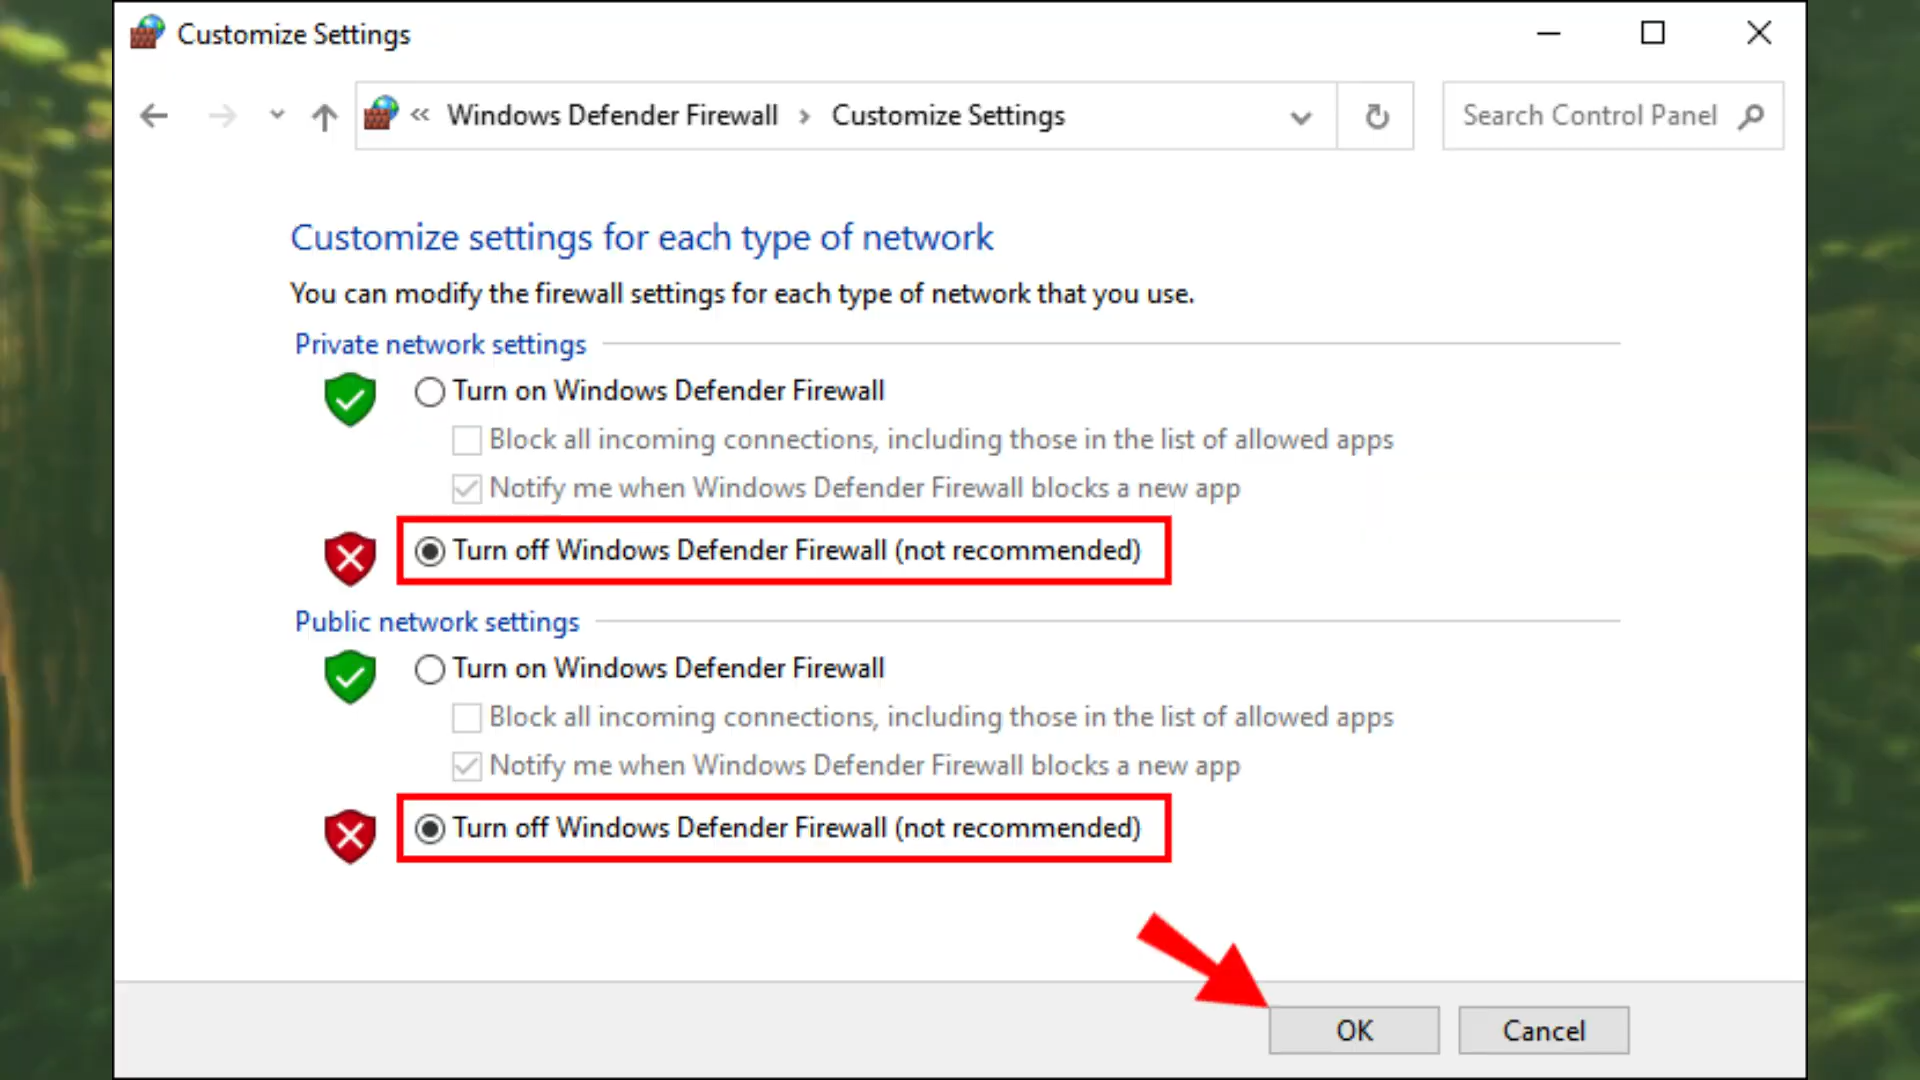 Customize Settings
« Windows Defender Firewall › Customize Settings
Search Control Panel
Customize settings for each type of network
You can modify the firewall settings for each type of network that you use.
Private network settings
Turn on Windows Defender Firewall
Block all incoming connections, including those in the list of allowed apps
Notify me when Windows Defender Firewall blocks a new app
Turn off Windows Defender Firewall (not recommended)
Public network settings
Turn on Windows Defender Firewall
Block all incoming connections, including those in the list of allowed apps
Notify me when Windows Defender Firewall blocks a new app
Turn off Windows Defender Firewall (not recommended)
OK
Cancel